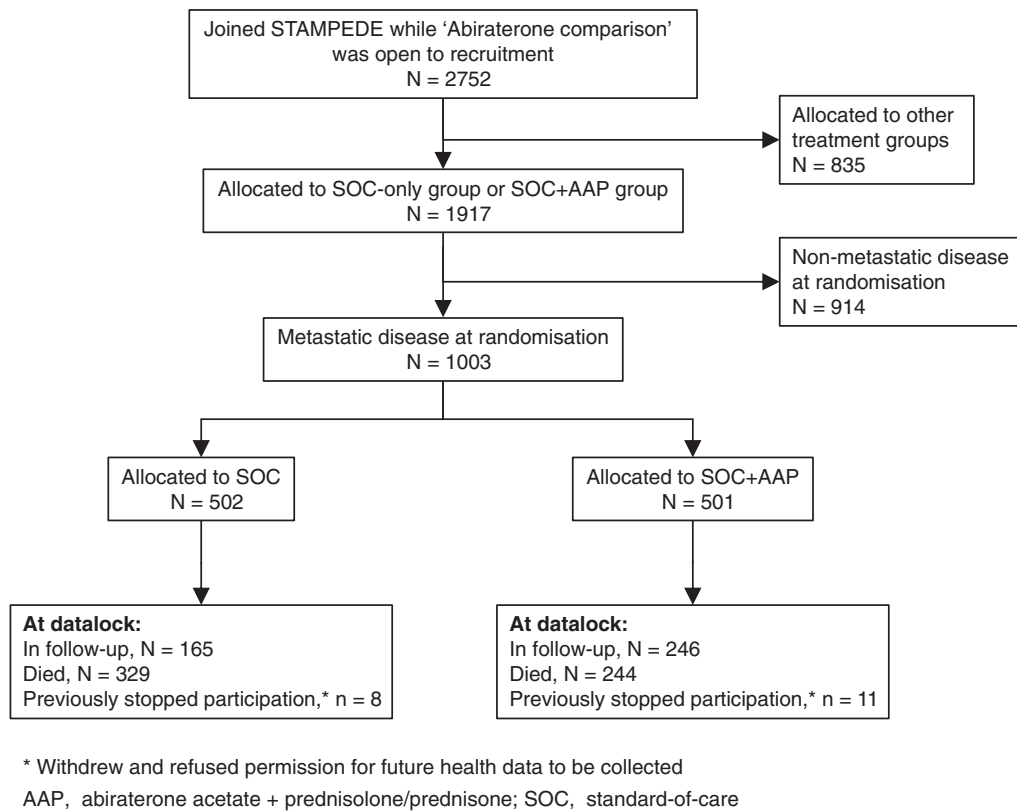 Joined STAMPEDE while ‘Abiraterone comparison’
was open to recruitment
N = 2752
Allocated to other
treatment groups
N = 835
Allocated to SOC-only group or SOC+AAP group
N = 1917
Non-metastatic disease
at randomisation
N = 914
Metastatic disease at randomisation
N = 1003
Allocated to SOC
N = 502
Allocated to SOC+AAP
N = 501
At datalock:
In follow-up, N = 165
Died, N = 329
Previously stopped participation,* n = 8
At datalock:
In follow-up, N = 246
Died, N = 244
Previously stopped participation,* n = 11
* Withdrew and refused permission for future health data to be collected
AAP, abiraterone acetate + prednisolone/prednisone; SOC, standard-of-care